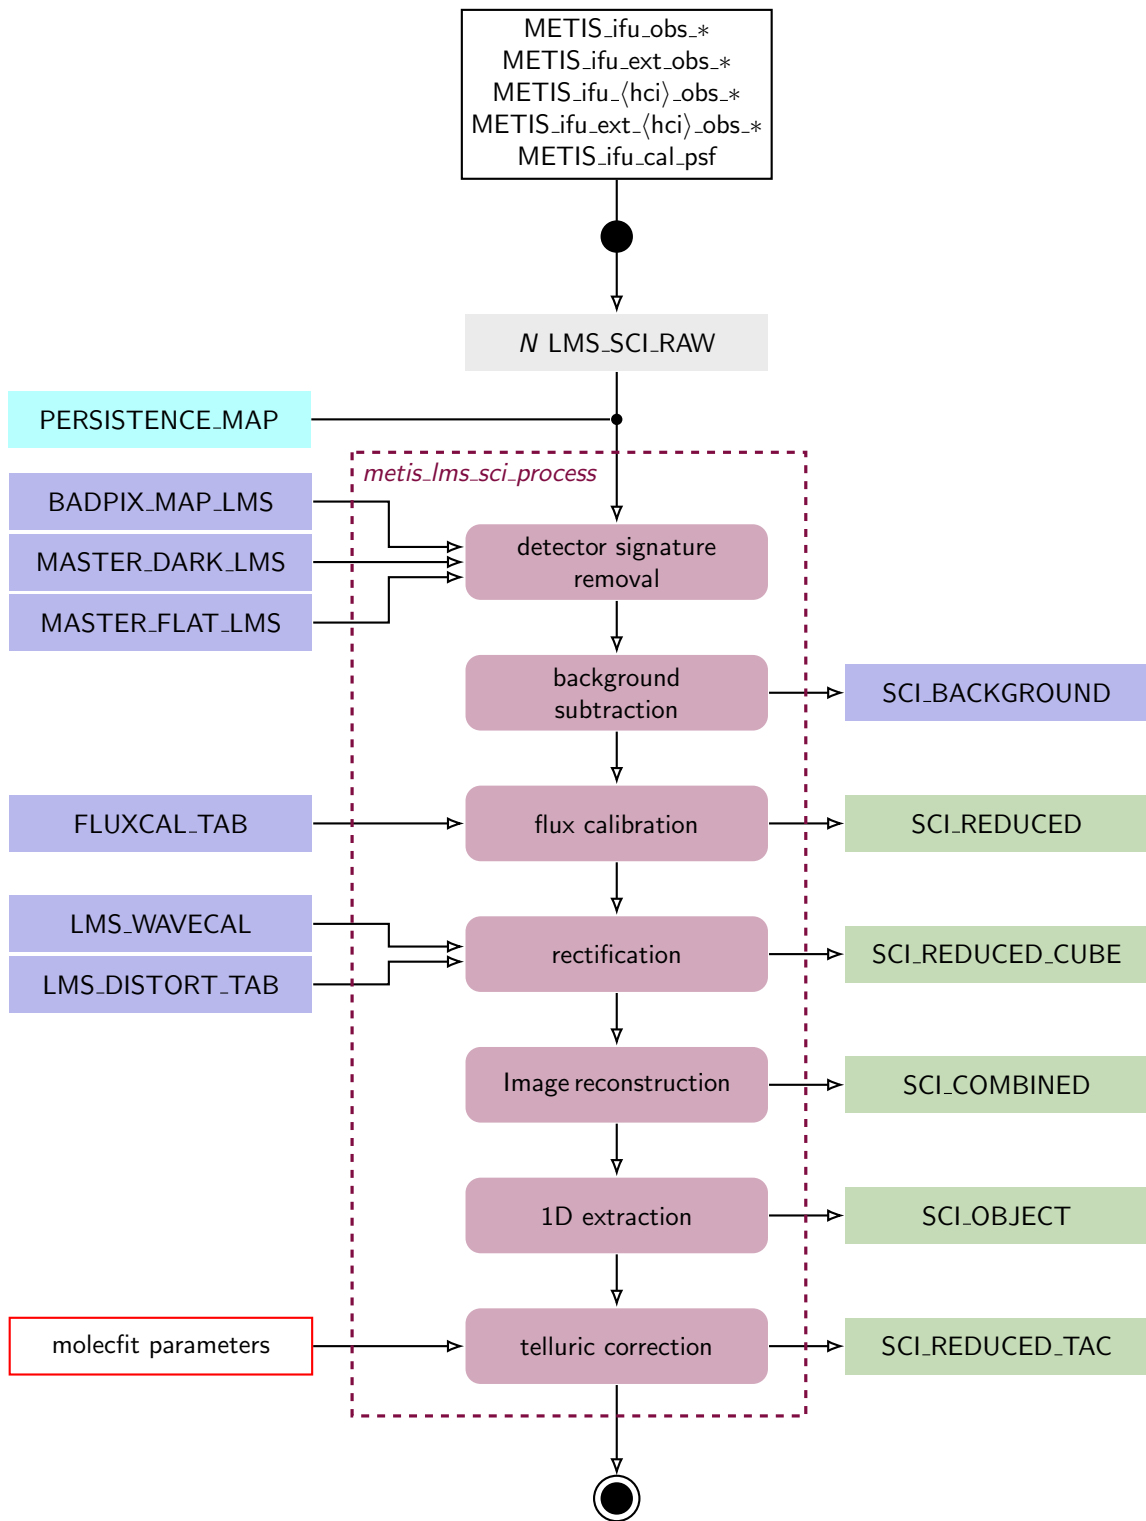 METIS_ifu_obs_*
METIS_ifu_ext_obs_*
METIS_ifu_⟨hci⟩_obs_*
METIS_ifu_ext_⟨hci⟩_obs_*
METIS_ifu_cal_psf
N LMS_SCI_RAW
PERSISTENCE_MAP
metis_lms_sci_process
BADPIX_MAP_LMS
MASTER_DARK_LMS
MASTER_FLAT_LMS
detector signature
removal
background
subtraction
SCI_BACKGROUND
FLUXCAL_TAB
flux calibration
SCI_REDUCED
LMS_WAVECAL
LMS_DISTORT_TAB
rectification
SCI_REDUCED_CUBE
Image reconstruction
SCI_COMBINED
1D extraction
SCI_OBJECT
molecfit parameters
telluric correction
SCI_REDUCED_TAC